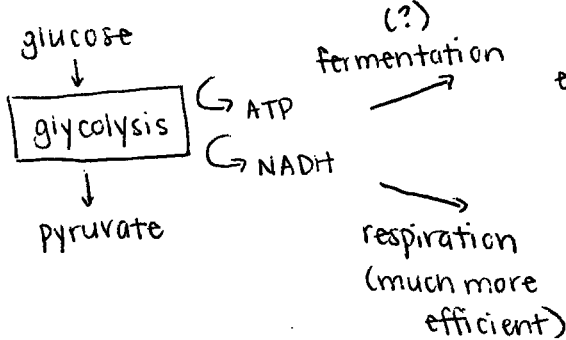 glucose
glycolysis
pyruvate
ATP
NADH
(?)
fermentation
respiration
(much more
efficient)